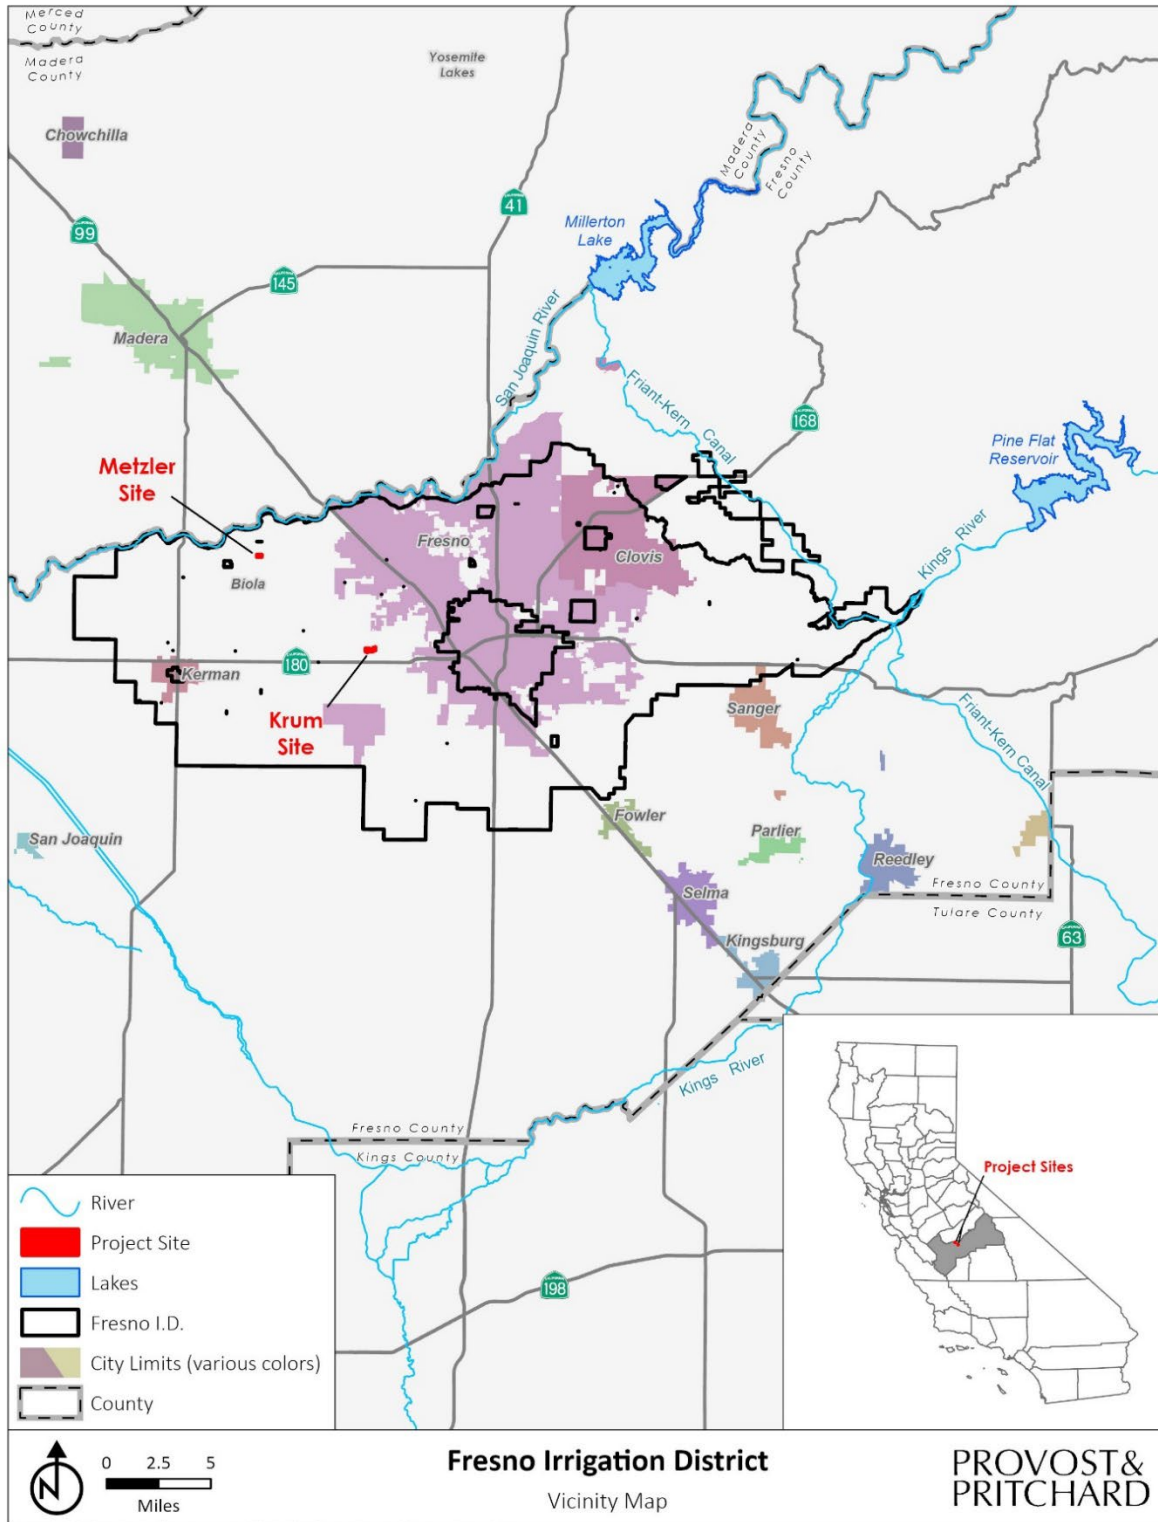 Merced
County
Madera
County
Yosemite
Lakes
Chowchilla
Madera
County
Fresno
County
41
99
Millerton
Lake
145
San Joaquin River
Madera
Friant-Kern Canal
168
Pine Flat
Reservoir
Metzler
Site
Fresno
Clovis
Kings River
Biola
180
Kerman
Krum
Site
Sanger
Friant-Kern Canal
San Joaquin
Fowler
Parlier
Reedley
Fresno County
Tulare County
Selma
Kingsburg
63
Kings River
Fresno County
Kings County
198
Project Sites
River
Project Site
Lakes
Fresno I.D.
City Limits (various colors)
County
N
0 2.5 5
Miles
Fresno Irrigation District
Vicinity Map
PROVOST&
PRITCHARD